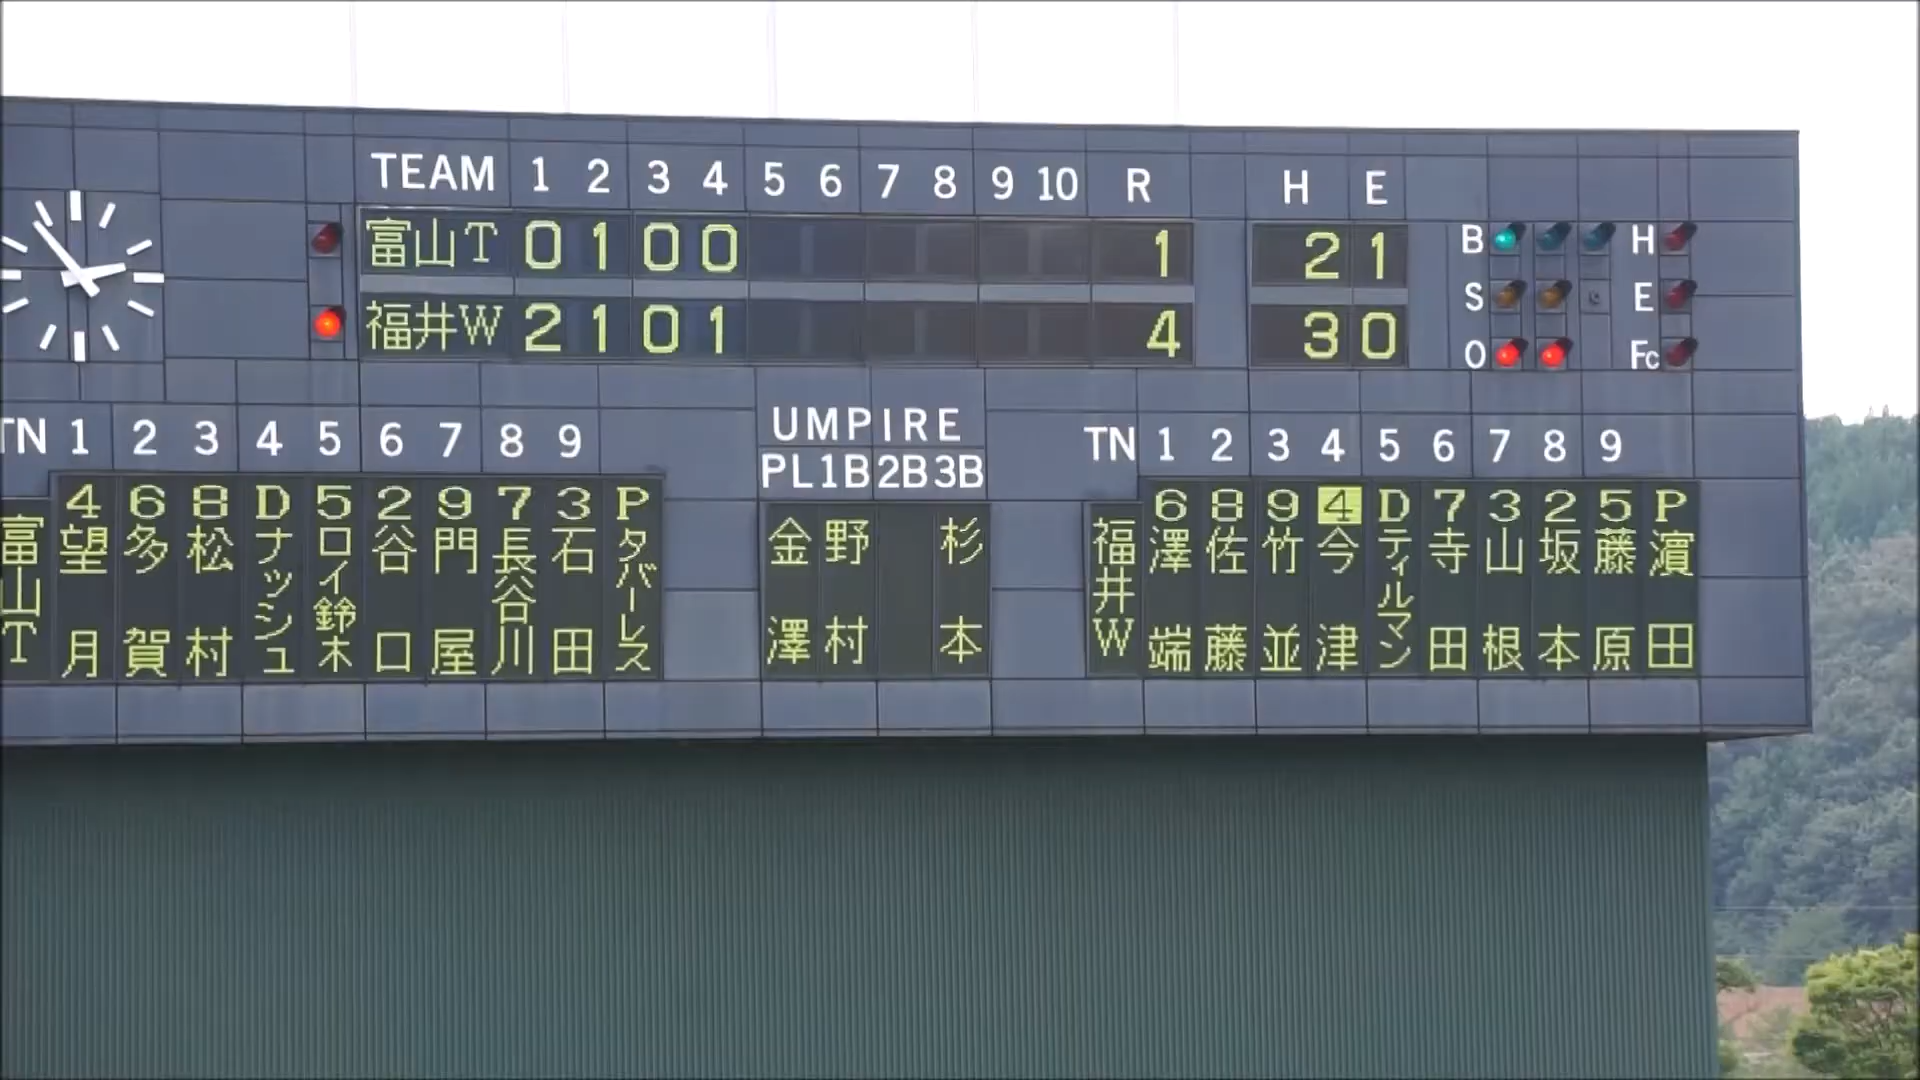 TEAM 1 2 3 4 5 6 7 8 9 10 R H E
富山T 0 1 0 0 1 2 1
福井W 2 1 0 1 4 3 0
B H
S E
O Fc
TN 1 2 3 4 5 6 7 8 9
4 6 8 D 5 2 9 7 3 P
富山T
望月
多賀
松村
ナッシュ
ロイ鈴木
谷口
門屋
長谷川
石田
タバーレス
UMPIRE
PL 1B 2B 3B
金澤
野村
杉本
TN 1 2 3 4 5 6 7 8 9
6 8 9 4 D 7 3 2 5 P
福井W
澤端
佐藤
竹並
今津
ティルマン
寺田
山根
坂本
藤原
濱田